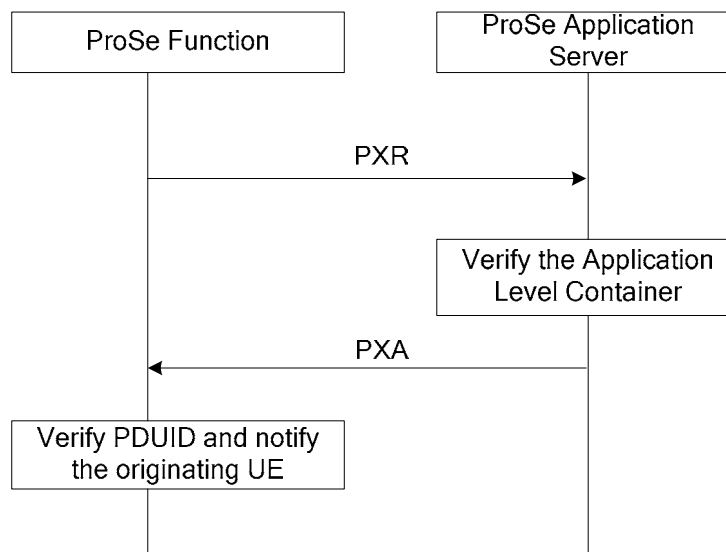 ProSe Function
ProSe Application
Server
PXR
Verify the Application
Level Container
PXA
Verify PDUID and notify
the originating UE